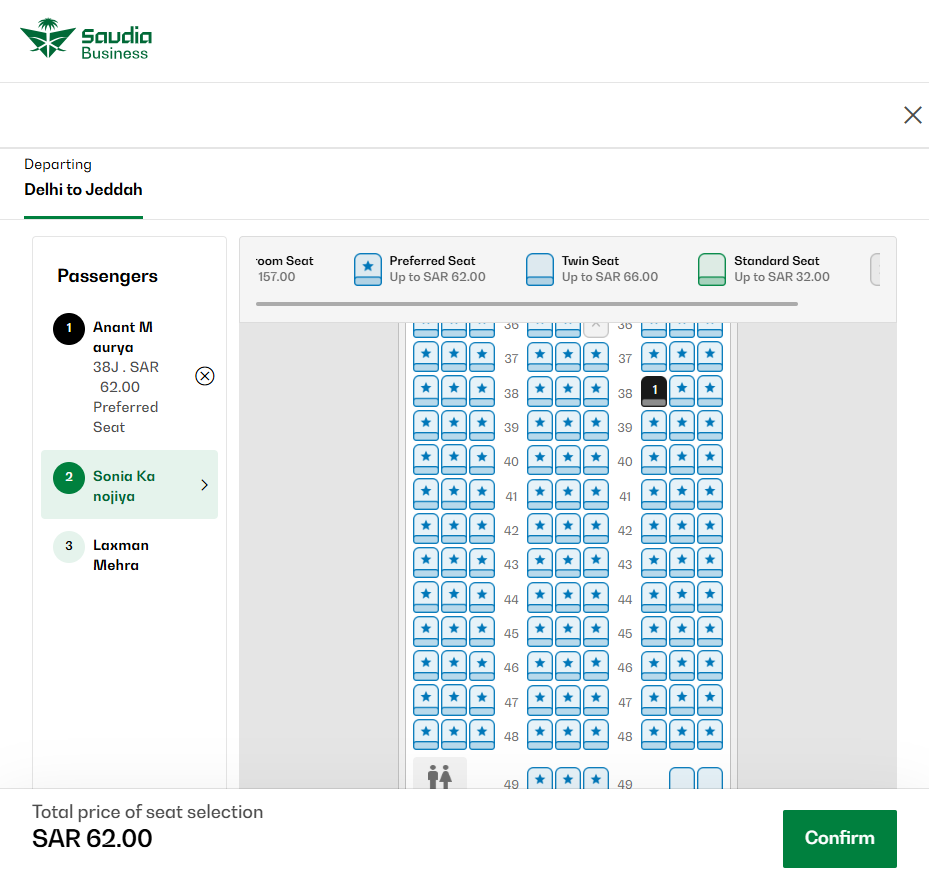 Saudia
Business
Departing
Delhi to Jeddah
Passengers
1
Anant M
aurya
38J . SAR
62.00
Preferred
Seat
2
Sonia Ka
nojiya
3
Laxman
Mehra
room Seat
157.00
Preferred Seat
Up to SAR 62.00
Twin Seat
Up to SAR 66.00
Standard Seat
Up to SAR 32.00
36 36
37 37
38 38 1
39 39
40 40
41 41
42 42
43 43
44 44
45 45
46 46
47 47
48 48
49 49
Total price of seat selection
SAR 62.00
Confirm